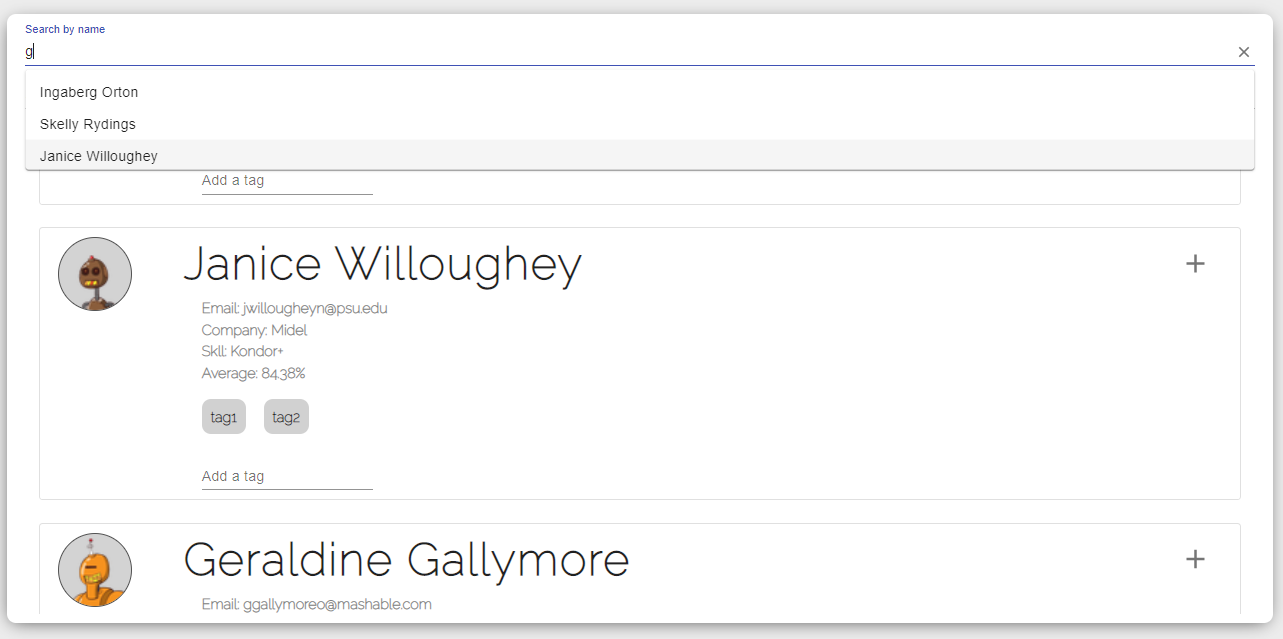 Search by name
g
Ingaberg Orton
Skelly Rydings
Janice Willoughey
Add a tag
Janice Willoughey
Email: jwillougheyn@psu.edu
Company: Midel
Skll: Kondor+
Average: 84.38%
tag1 tag2
Add a tag
Geraldine Gallymore
Email: ggallymoreo@mashable.com